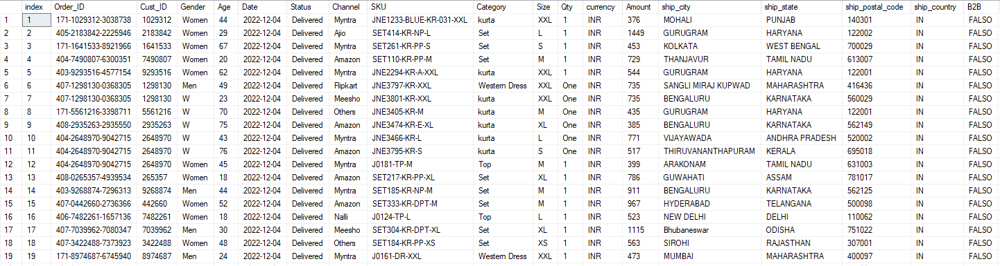 index Order_ID Cust_ID Gender Age Date Status Channel SKU Category Size Qty currency Amount ship_city ship_state ship_postal_code ship_country B2B
1 1 171-1029312-3038738 1029312 Women 44 2022-12-04 Delivered Myntra JNE1233-BLUE-KR-031-XXL kurta XXL 1 INR 376 MOHALI PUNJAB 140301 IN FALSO
2 2 405-2183842-2225946 2183842 Women 29 2022-12-04 Delivered Ajio SET414-KR-NP-L Set L 1 INR 1449 GURUGRAM HARYANA 122002 IN FALSO
3 3 171-1641533-8921966 1641533 Women 67 2022-12-04 Delivered Myntra SET261-KR-PP-S Set S 1 INR 453 KOLKATA WEST BENGAL 700029 IN FALSO
4 4 404-7490807-6300351 7490807 Women 20 2022-12-04 Delivered Amazon SET110-KR-PP-M Set M 1 INR 729 THANJAVUR TAMIL NADU 613007 IN FALSO
5 5 403-9293516-4577154 9293516 Women 62 2022-12-04 Delivered Myntra JNE2294-KR-A-XXL kurta XXL 1 INR 544 GURUGRAM HARYANA 122001 IN FALSO
6 6 407-1298130-0368305 1298130 Men 49 2022-12-04 Delivered Flipkart JNE3797-KR-XXL Western Dress XXL One INR 735 SANGLI MIRAJ KUPWAD MAHARASHTRA 416436 IN FALSO
7 7 407-1298130-0368305 1298130 W 23 2022-12-04 Delivered Meesho JNE3801-KR-XXL kurta XXL One INR 735 BENGALURU KARNATAKA 560029 IN FALSO
8 8 171-5561216-3398711 5561216 W 70 2022-12-04 Delivered Others JNE3405-KR-M kurta M One INR 435 GURUGRAM HARYANA 122001 IN FALSO
9 9 408-2935263-2935550 2935263 W 75 2022-12-04 Delivered Amazon JNE3474-KR-E-XL kurta XL One INR 385 BENGALURU KARNATAKA 562149 IN FALSO
10 10 404-2648970-9042715 2648970 W 43 2022-12-04 Delivered Myntra JNE3466-KR-L kurta L One INR 771 VIJAYAWADA ANDHRA PRADESH 520002 IN FALSO
11 11 404-2648970-9042715 2648970 W 76 2022-12-04 Delivered Amazon JNE3795-KR-S kurta S One INR 517 THIRUVANANTHAPURAM KERALA 695018 IN FALSO
12 12 404-2648970-9042715 2648970 Women 45 2022-12-04 Delivered Myntra J0181-TP-M Top M 1 INR 399 ARAKONAM TAMIL NADU 631003 IN FALSO
13 13 408-0265357-4939534 265357 Women 18 2022-12-04 Delivered Amazon SET217-KR-PP-XL Set XL 1 INR 786 GUWAHATI ASSAM 781017 IN FALSO
14 14 403-9268874-7296313 9268874 Men 44 2022-12-04 Delivered Myntra SET185-KR-NP-M Set M 1 INR 911 BENGALURU KARNATAKA 562125 IN FALSO
15 15 407-0442660-2736366 442660 Women 52 2022-12-04 Delivered Amazon SET333-KR-DPT-M Set M 1 INR 967 HYDERABAD TELANGANA 500098 IN FALSO
16 16 406-7482261-1657136 7482261 Women 18 2022-12-04 Delivered Nalli J0124-TP-L Top L 1 INR 523 NEW DELHI DELHI 110062 IN FALSO
17 17 407-7039962-7080347 7039962 Men 30 2022-12-04 Delivered Meesho SET304-KR-DPT-XL Set XL 1 INR 1115 Bhubaneswar ODISHA 751022 IN FALSO
18 18 407-3422488-7373923 3422488 Women 48 2022-12-04 Delivered Others SET184-KR-PP-XS Set XS 1 INR 563 SIROHI RAJASTHAN 307001 IN FALSO
19 19 171-8974687-6745940 8974687 Men 24 2022-12-04 Delivered Myntra J0161-DR-XXL Western Dress XXL 1 INR 473 MUMBAI MAHARASHTRA 400097 IN FALSO